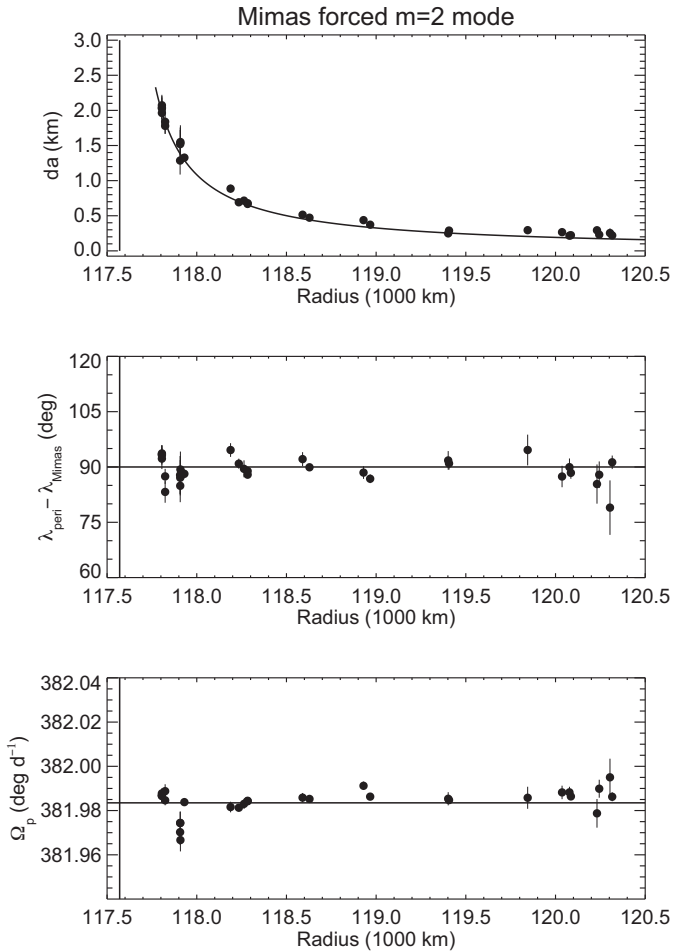 Mimas forced m=2 mode
3.0
2.5
2.0
1.5
1.0
0.5
0.0
da (km)
117.5 118.0 118.5 119.0 119.5 120.0 120.5
Radius (1000 km)
120
105
90
75
60
λperi − λMimas (deg)
117.5 118.0 118.5 119.0 119.5 120.0 120.5
Radius (1000 km)
382.04
382.02
382.00
381.98
381.96
Ωp (deg d−1)
117.5 118.0 118.5 119.0 119.5 120.0 120.5
Radius (1000 km)